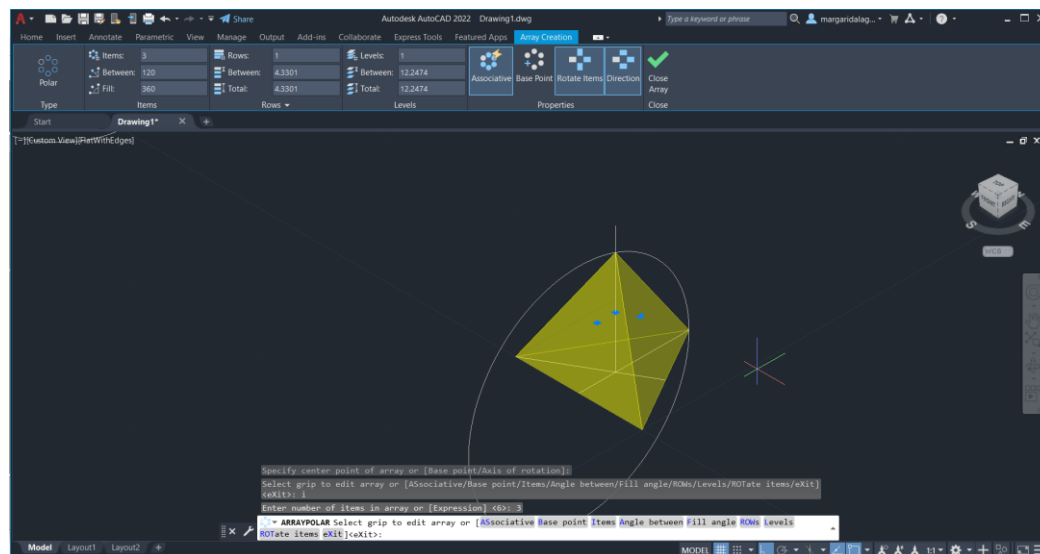 A Share Autodesk AutoCAD 2022 Drawing1.dwg Type a keyword or phrase margaridalag...
Home Insert Annotate Parametric View Manage Output Add-ins Collaborate Express Tools Featured Apps Array Creation
Items: 3 Rows: 1 Levels: 1
Between: 120 Between: 4.3301 Between: 12.2474
Fill: 360 Total: 4.3301 Total: 12.2474
Polar Associative Base Point Rotate Items Direction Close Array
Type Items Rows Levels Properties Close
Start Drawing1* +
[−][Custom View][FlatWithEdges]
TOP
FRONT RIGHT
S E
WCS
Specify center point of array or [Base point/Axis of rotation]:
Select grip to edit array or [ASsociative/Base point/Items/Angle between/Fill angle/ROWs/Levels/ROTate items/eXit]
<eXit>: i
Enter number of items in array or [Expression] <6>: 3
ARRAYPOLAR Select grip to edit array or [ASsociative Base point Items Angle between Fill angle ROWs Levels
ROTate items eXit]<eXit>:
Model Layout1 Layout2 + MODEL 1:1